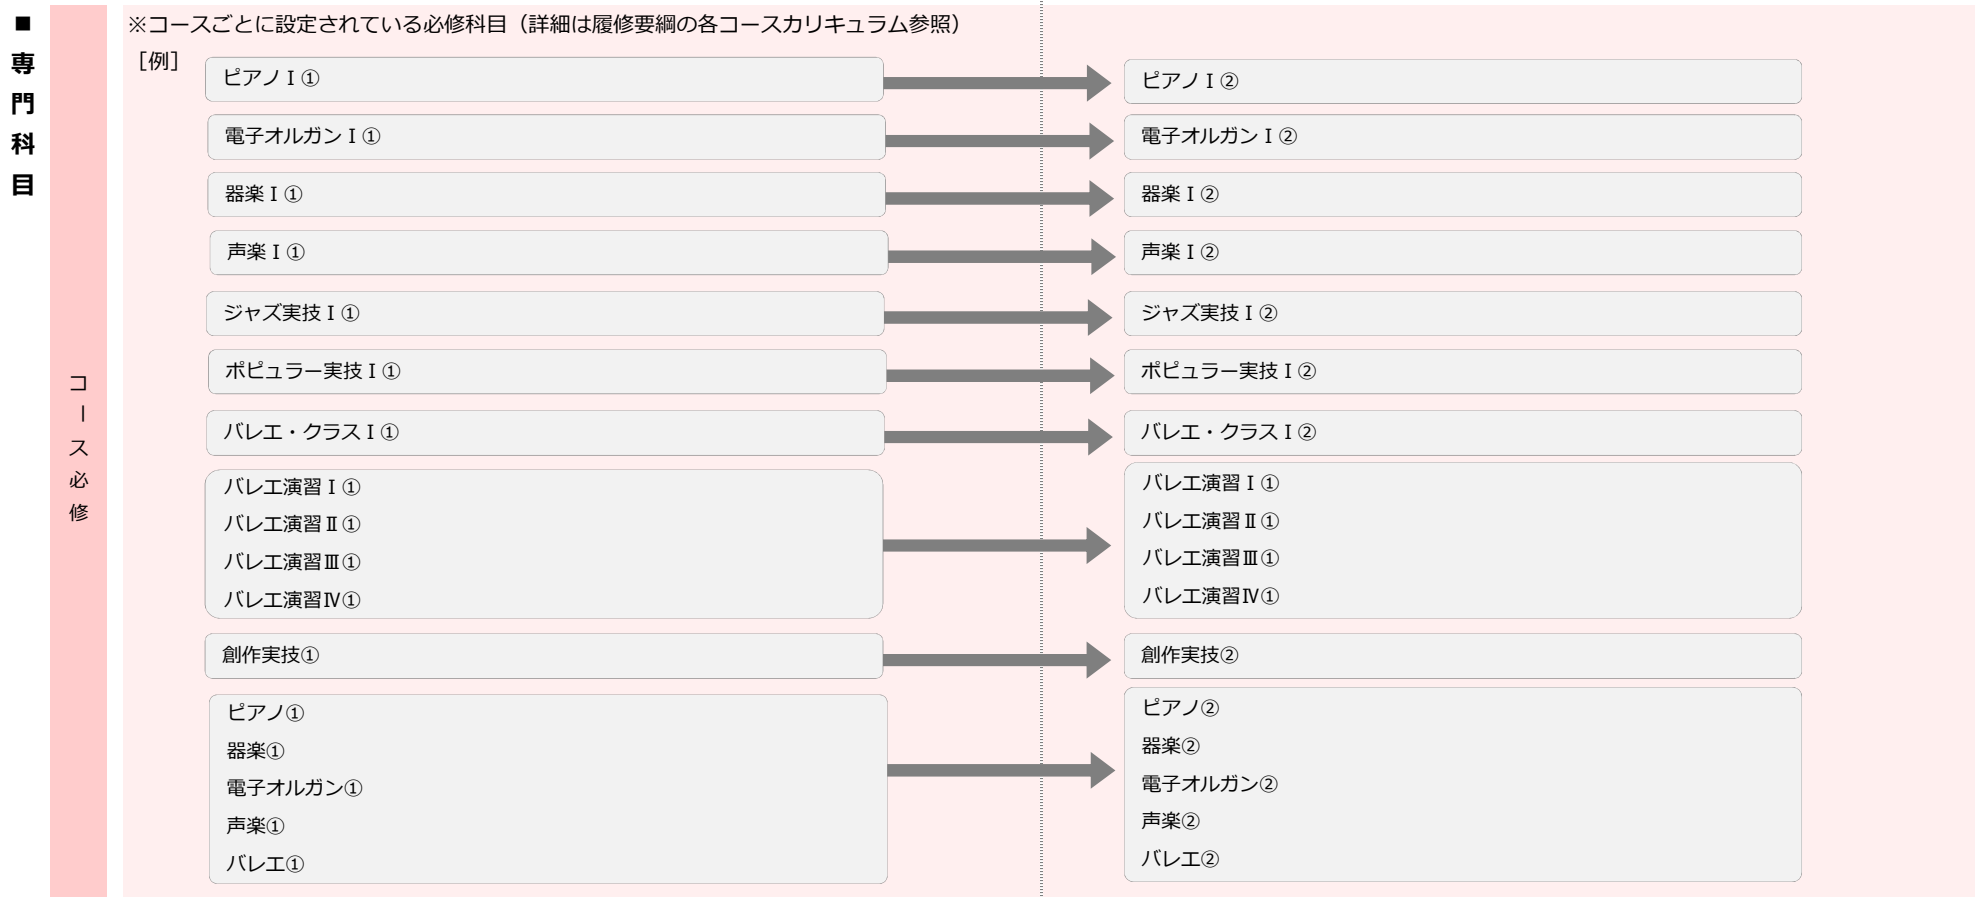 ■専門科目
コース必修
※コースごとに設定されている必修科目（詳細は履修要綱の各コースカリキュラム参照）
［例］
ピアノⅠ①
ピアノⅠ②
電子オルガンⅠ①
電子オルガンⅠ②
器楽Ⅰ①
器楽Ⅰ②
声楽Ⅰ①
声楽Ⅰ②
ジャズ実技Ⅰ①
ジャズ実技Ⅰ②
ポピュラー実技Ⅰ①
ポピュラー実技Ⅰ②
バレエ・クラスⅠ①
バレエ・クラスⅠ②
バレエ演習Ⅰ①
バレエ演習Ⅱ①
バレエ演習Ⅲ①
バレエ演習Ⅳ①
バレエ演習Ⅰ①
バレエ演習Ⅱ①
バレエ演習Ⅲ①
バレエ演習Ⅳ①
創作実技①
創作実技②
ピアノ①
器楽①
電子オルガン①
声楽①
バレエ①
ピアノ②
器楽②
電子オルガン②
声楽②
バレエ②